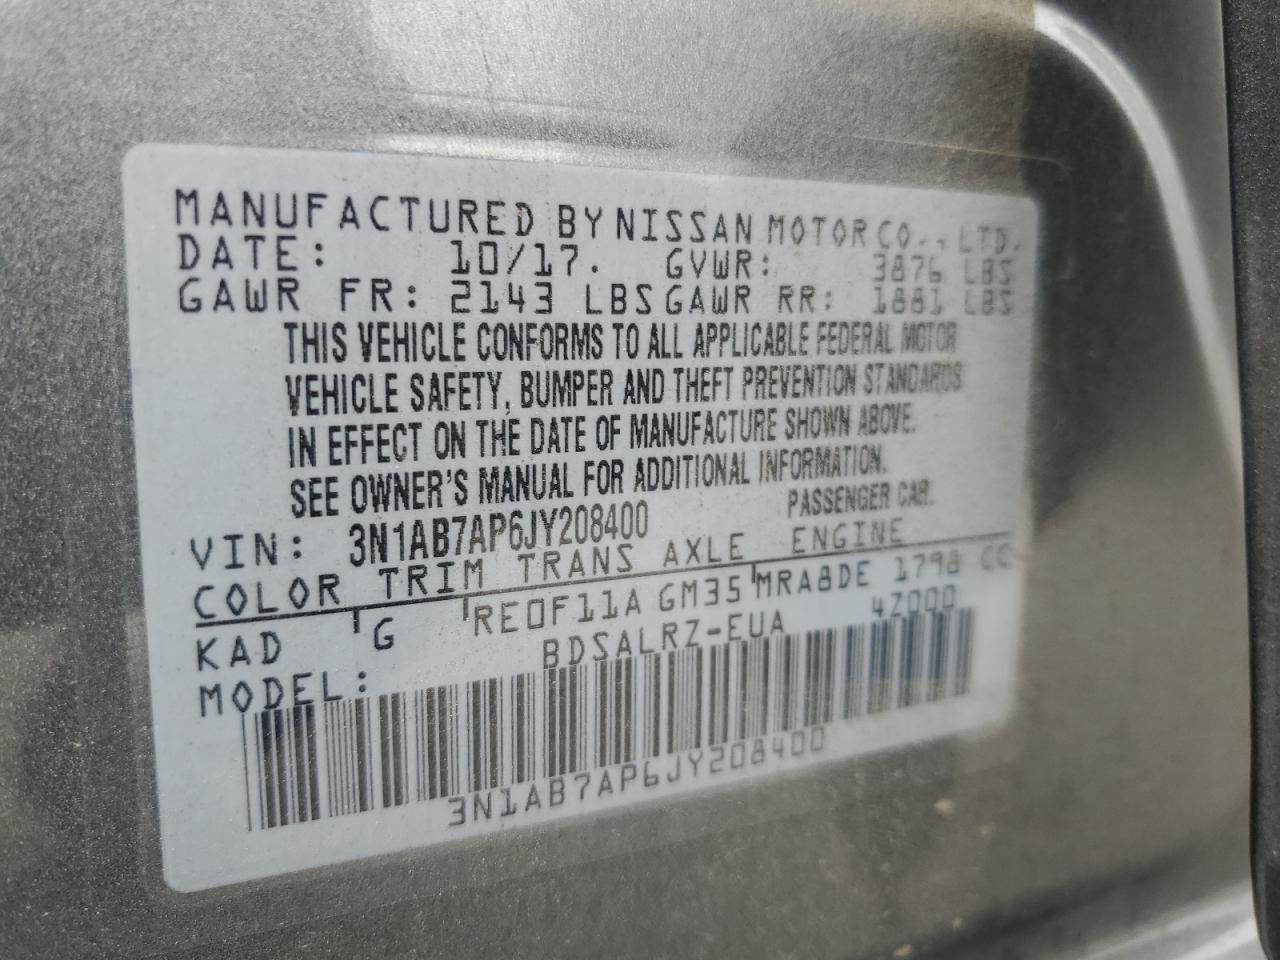 MANUFACTURED BY NISSAN MOTOR CO., LTD.
DATE: 10/17. GVWR: 3876 LBS
GAWR FR: 2143 LBS GAWR RR: 1881 LBS
THIS VEHICLE CONFORMS TO ALL APPLICABLE FEDERAL MOTOR
VEHICLE SAFETY, BUMPER AND THEFT PREVENTION STANDARDS
IN EFFECT ON THE DATE OF MANUFACTURE SHOWN ABOVE.
SEE OWNER'S MANUAL FOR ADDITIONAL INFORMATION.
VIN: 3N1AB7AP6JY208400 PASSENGER CAR.
COLOR TRIM TRANS AXLE ENGINE
KAD G RE0F11A GM35 MRA8DE 1798 CC
MODEL: BDSALRZ-EUA 4Z000
3N1AB7AP6JY208400